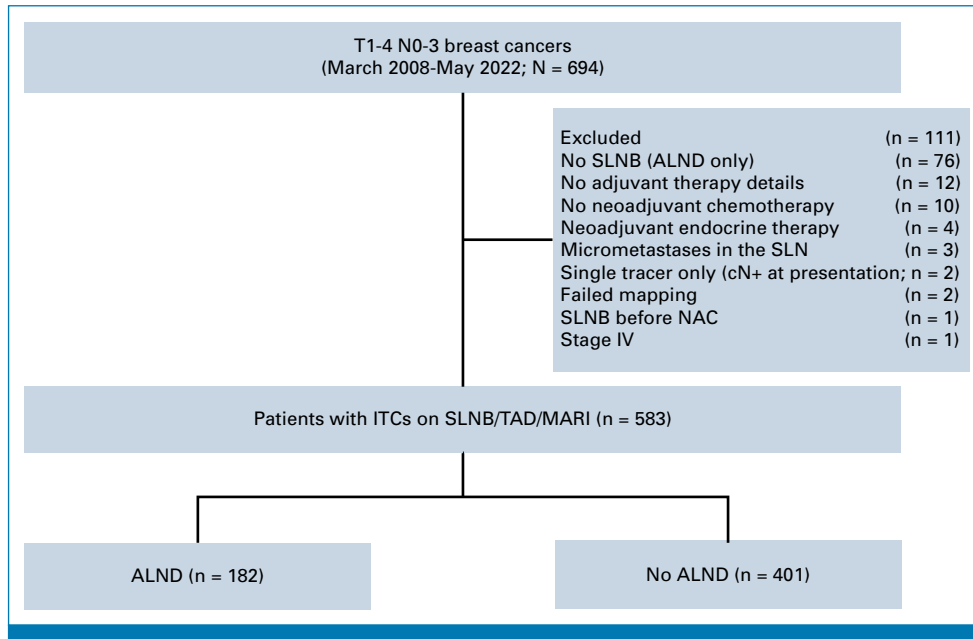 T1-4 N0-3 breast cancers
(March 2008-May 2022; N = 694)
Excluded (n = 111)
No SLNB (ALND only) (n = 76)
No adjuvant therapy details (n = 12)
No neoadjuvant chemotherapy (n = 10)
Neoadjuvant endocrine therapy (n = 4)
Micrometastases in the SLN (n = 3)
Single tracer only (cN+ at presentation; n = 2)
Failed mapping (n = 2)
SLNB before NAC (n = 1)
Stage IV (n = 1)
Patients with ITCs on SLNB/TAD/MARI (n = 583)
ALND (n = 182)
No ALND (n = 401)